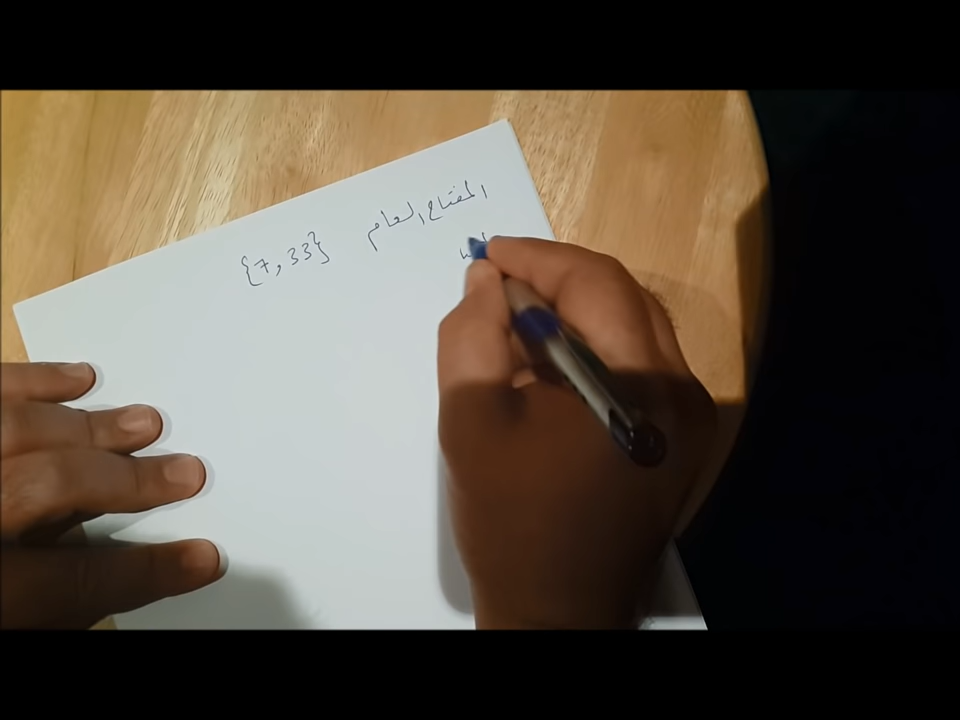 المفتاح العام {7, 33}